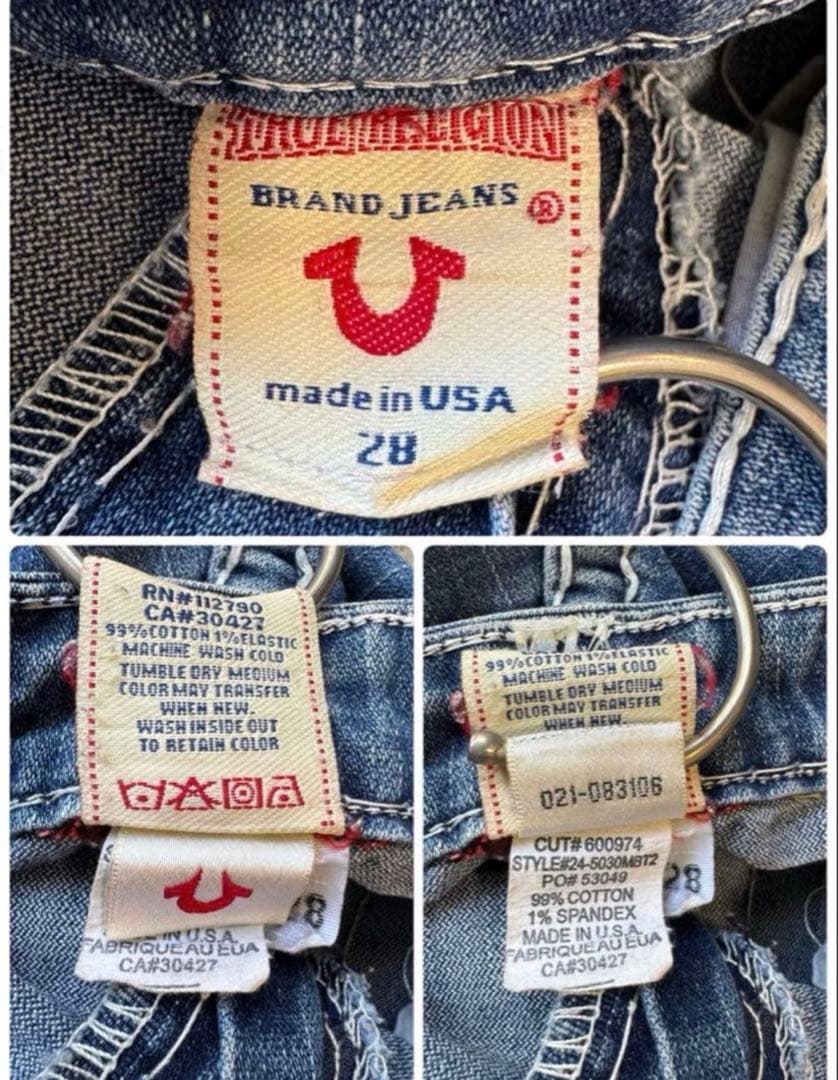 TRUE RELIGION
BRAND JEANS ®
made in USA
28
RN#112790
CA#30427
99%COTTON 1%ELASTIC
MACHINE WASH COLD
TUMBLE DRY MEDIUM
COLOR MAY TRANSFER
WHEN NEW.
WASH INSIDE OUT
TO RETAIN COLOR
IN U.S.A.
FABRIQUE AU EUA
CA#30427
99%COTTON 1%ELASTIC
MACHINE WASH COLD
TUMBLE DRY MEDIUM
COLOR MAY TRANSFER
WHEN NEW.
021-083106
CUT# 600974
STYLE#24-5030MBT2
PO# 53049
28
99% COTTON
1% SPANDEX
MADE IN U.S.A.
FABRIQUE AU EUA
CA#30427